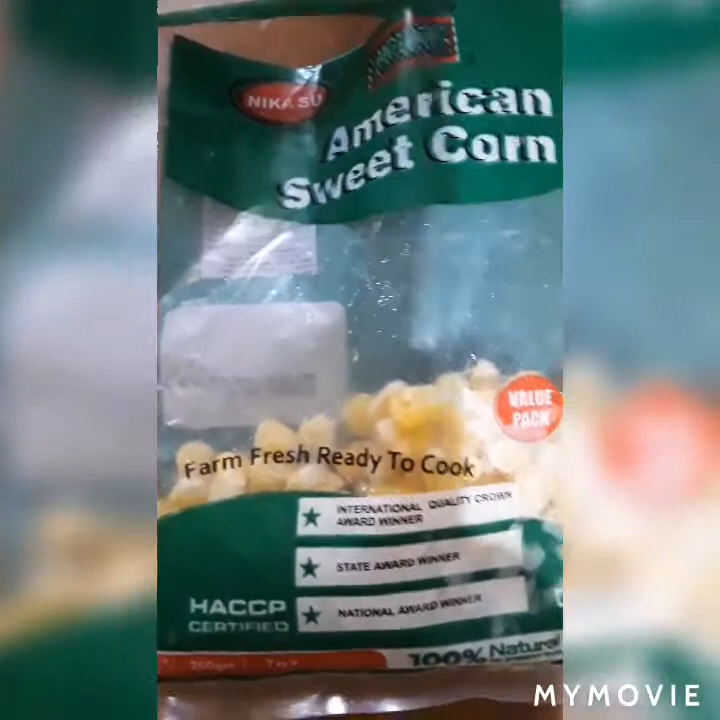 NIKA SU
American
Sweet Corn
VALUE
PACK
Farm Fresh Ready To Cook
INTERNATIONAL QUALITY CROWN
AWARD WINNER
STATE AWARD WINNER
HACCP
CERTIFIED
NATIONAL AWARD WINNER
100% Natural
MYMOVIE